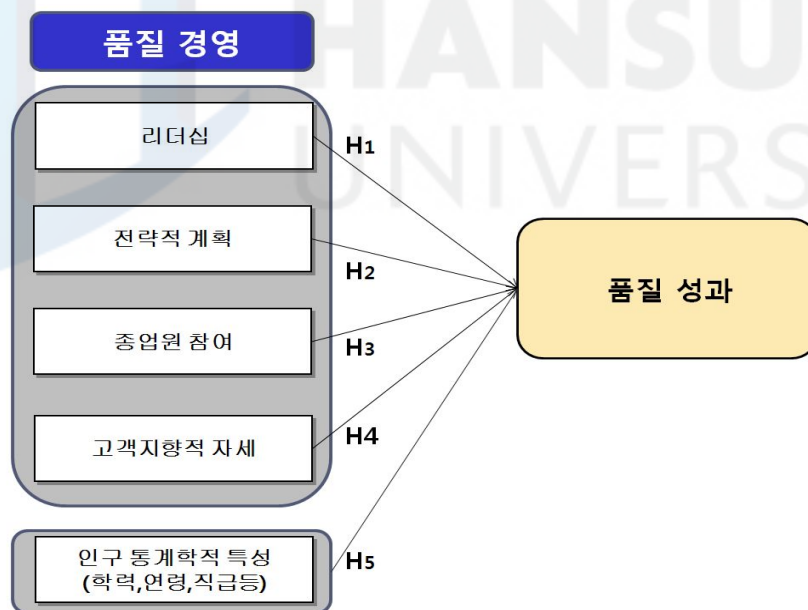 HANSU
UNIVERS
품질 경영
리더십
H1
전략적 계획
H2
종업원 참여
H3
고객지향적 자세
H4
인구 통계학적 특성
(학력,연령,직급등)
H5
품질 성과